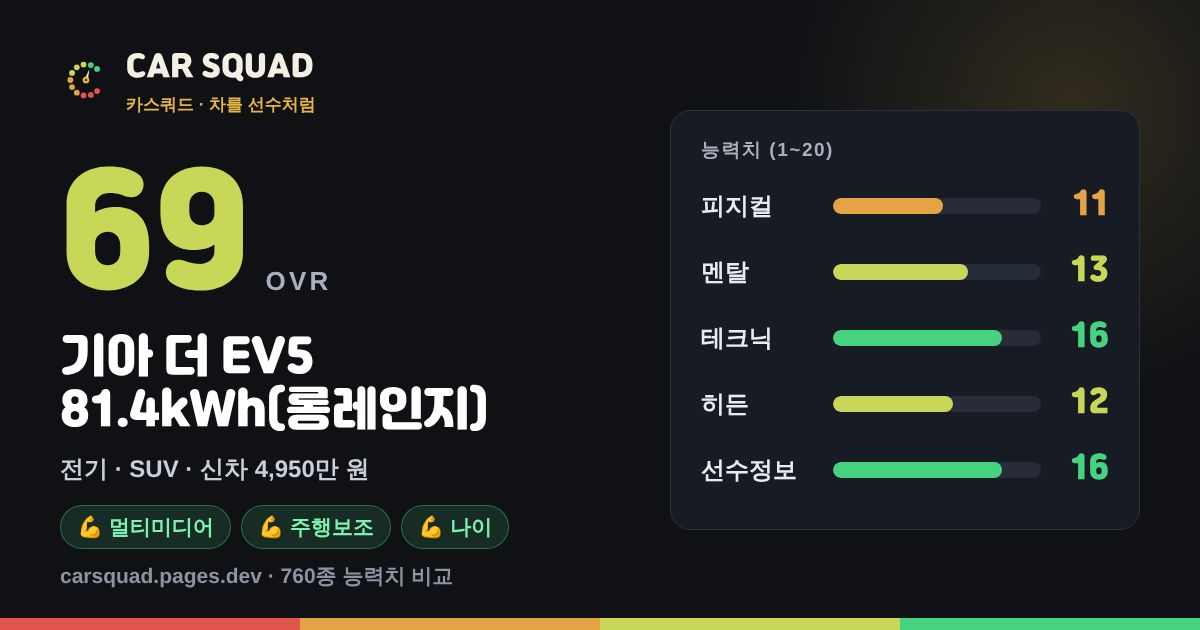 CAR SQUAD
카스쿼드 · 차를 선수처럼
69 OVR
기아 더 EV5
81.4kWh(롱레인지)
전기 · SUV · 신차 4,950만 원
💪 멀티미디어 💪 주행보조 💪 나이
carsquad.pages.dev · 760종 능력치 비교
능력치 (1~20)
피지컬 11
멘탈 13
테크닉 16
히든 12
선수정보 16